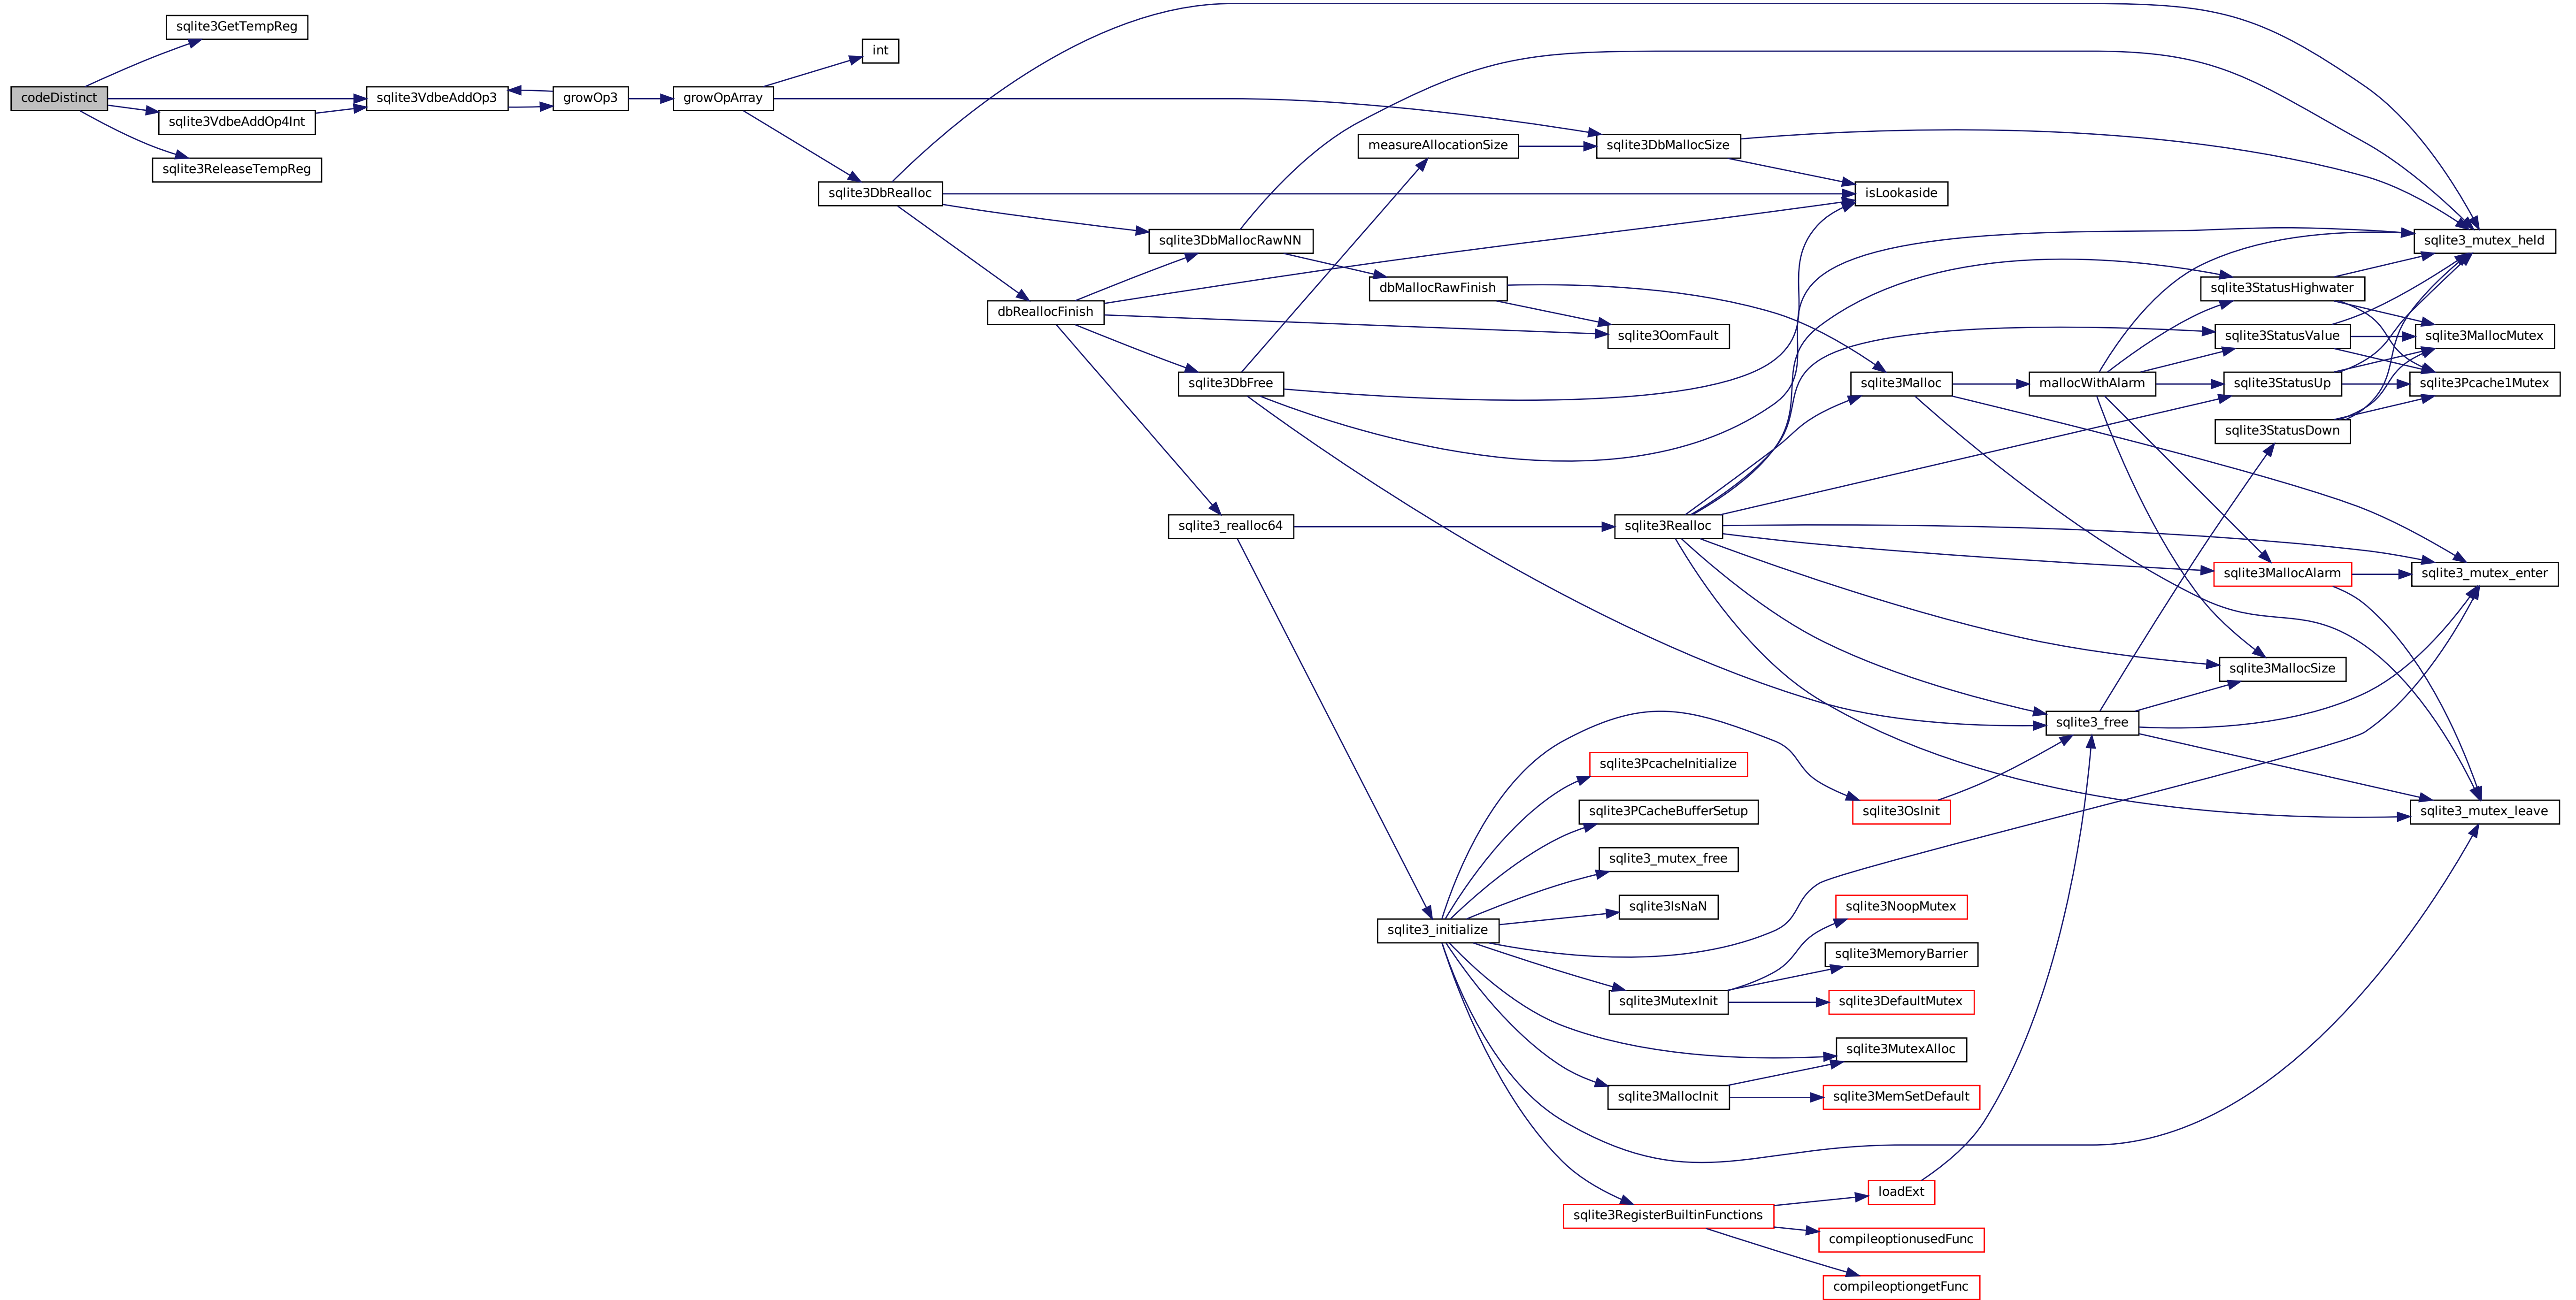 sqlite3GetTempReg
int
codeDistinct
sqlite3VdbeAddOp3
growOp3
growOpArray
sqlite3VdbeAddOp4Int
sqlite3ReleaseTempReg
measureAllocationSize
sqlite3DbMallocSize
sqlite3DbRealloc
isLookaside
sqlite3DbMallocRawNN
sqlite3_mutex_held
dbMallocRawFinish
sqlite3StatusHighwater
dbReallocFinish
sqlite3OomFault
sqlite3StatusValue
sqlite3MallocMutex
sqlite3DbFree
sqlite3Malloc
mallocWithAlarm
sqlite3StatusUp
sqlite3Pcache1Mutex
sqlite3StatusDown
sqlite3_realloc64
sqlite3Realloc
sqlite3MallocAlarm
sqlite3_mutex_enter
sqlite3MallocSize
sqlite3_free
sqlite3PcacheInitialize
sqlite3PCacheBufferSetup
sqlite3OsInit
sqlite3_mutex_leave
sqlite3_mutex_free
sqlite3IsNaN
sqlite3NoopMutex
sqlite3_initialize
sqlite3MemoryBarrier
sqlite3MutexInit
sqlite3DefaultMutex
sqlite3MutexAlloc
sqlite3MallocInit
sqlite3MemSetDefault
loadExt
sqlite3RegisterBuiltinFunctions
compileoptionusedFunc
compileoptiongetFunc